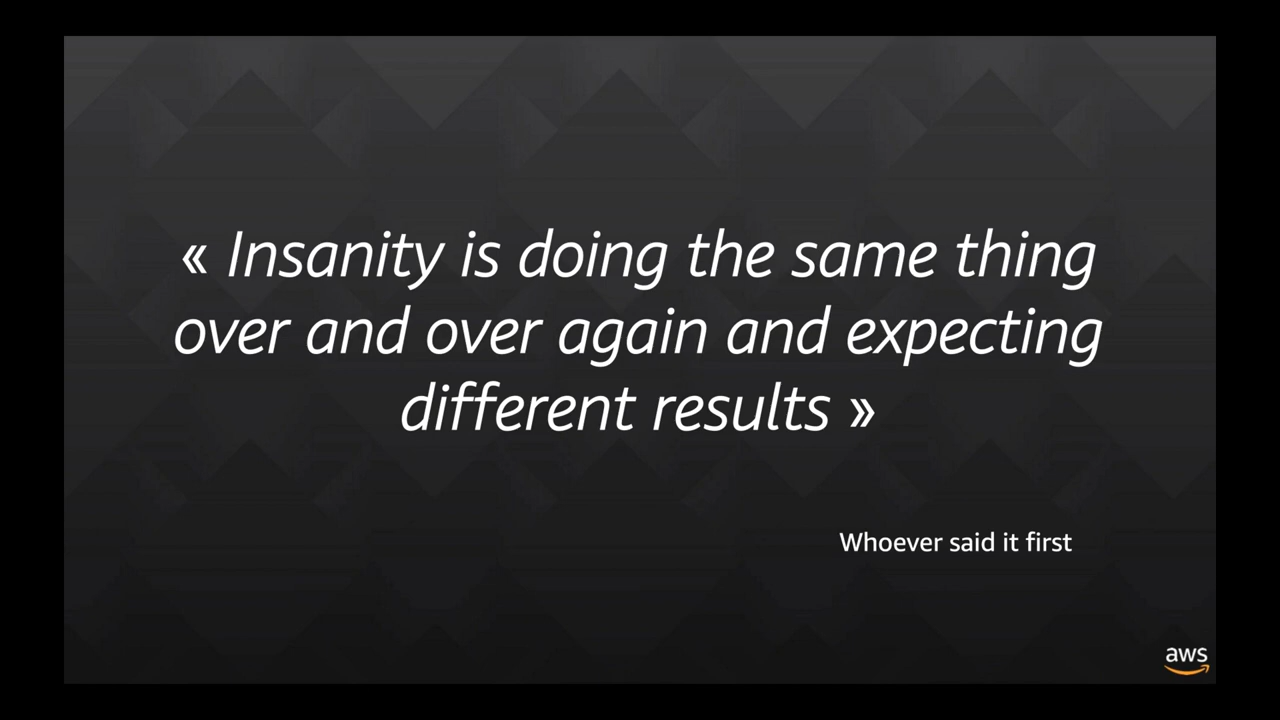 « Insanity is doing the same thing
over and over again and expecting
different results »
Whoever said it first
aws